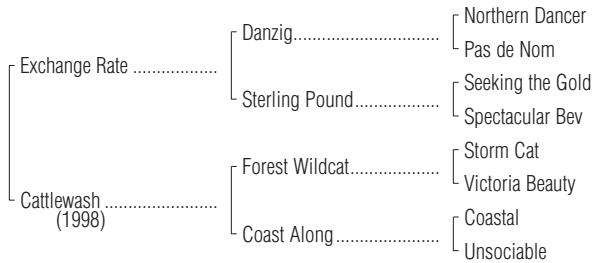 Northern Dancer
Danzig..............................
Pas de Nom
Exchange Rate .................
Seeking the Gold
Sterling Pound.................
Spectacular Bev
Storm Cat
Forest Wildcat..................
Victoria Beauty
Cattlewash .......................
(1998)
Coastal
Coast Along.....................
Unsociable